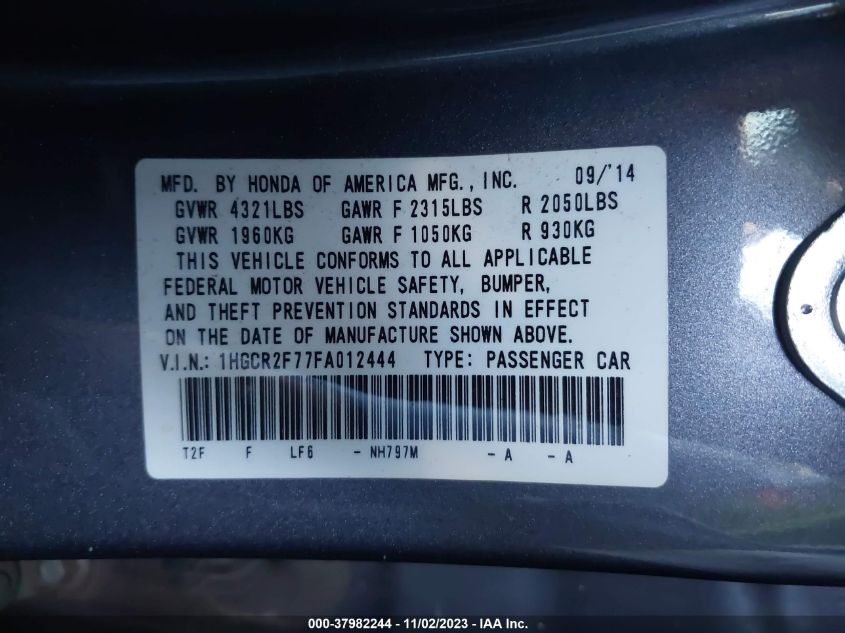 MFD. BY HONDA OF AMERICA MFG., INC. 09/'14
GVWR 4321LBS GAWR F 2315LBS R 2050LBS
GVWR 1960KG GAWR F 1050KG R 930KG
THIS VEHICLE CONFORMS TO ALL APPLICABLE
FEDERAL MOTOR VEHICLE SAFETY, BUMPER,
AND THEFT PREVENTION STANDARDS IN EFFECT
ON THE DATE OF MANUFACTURE SHOWN ABOVE.
V.I.N.: 1HGCR2F77FA012444 TYPE: PASSENGER CAR
T2F F LF6 - NH797M - A - A
000-37982244 - 11/02/2023 - IAA Inc.